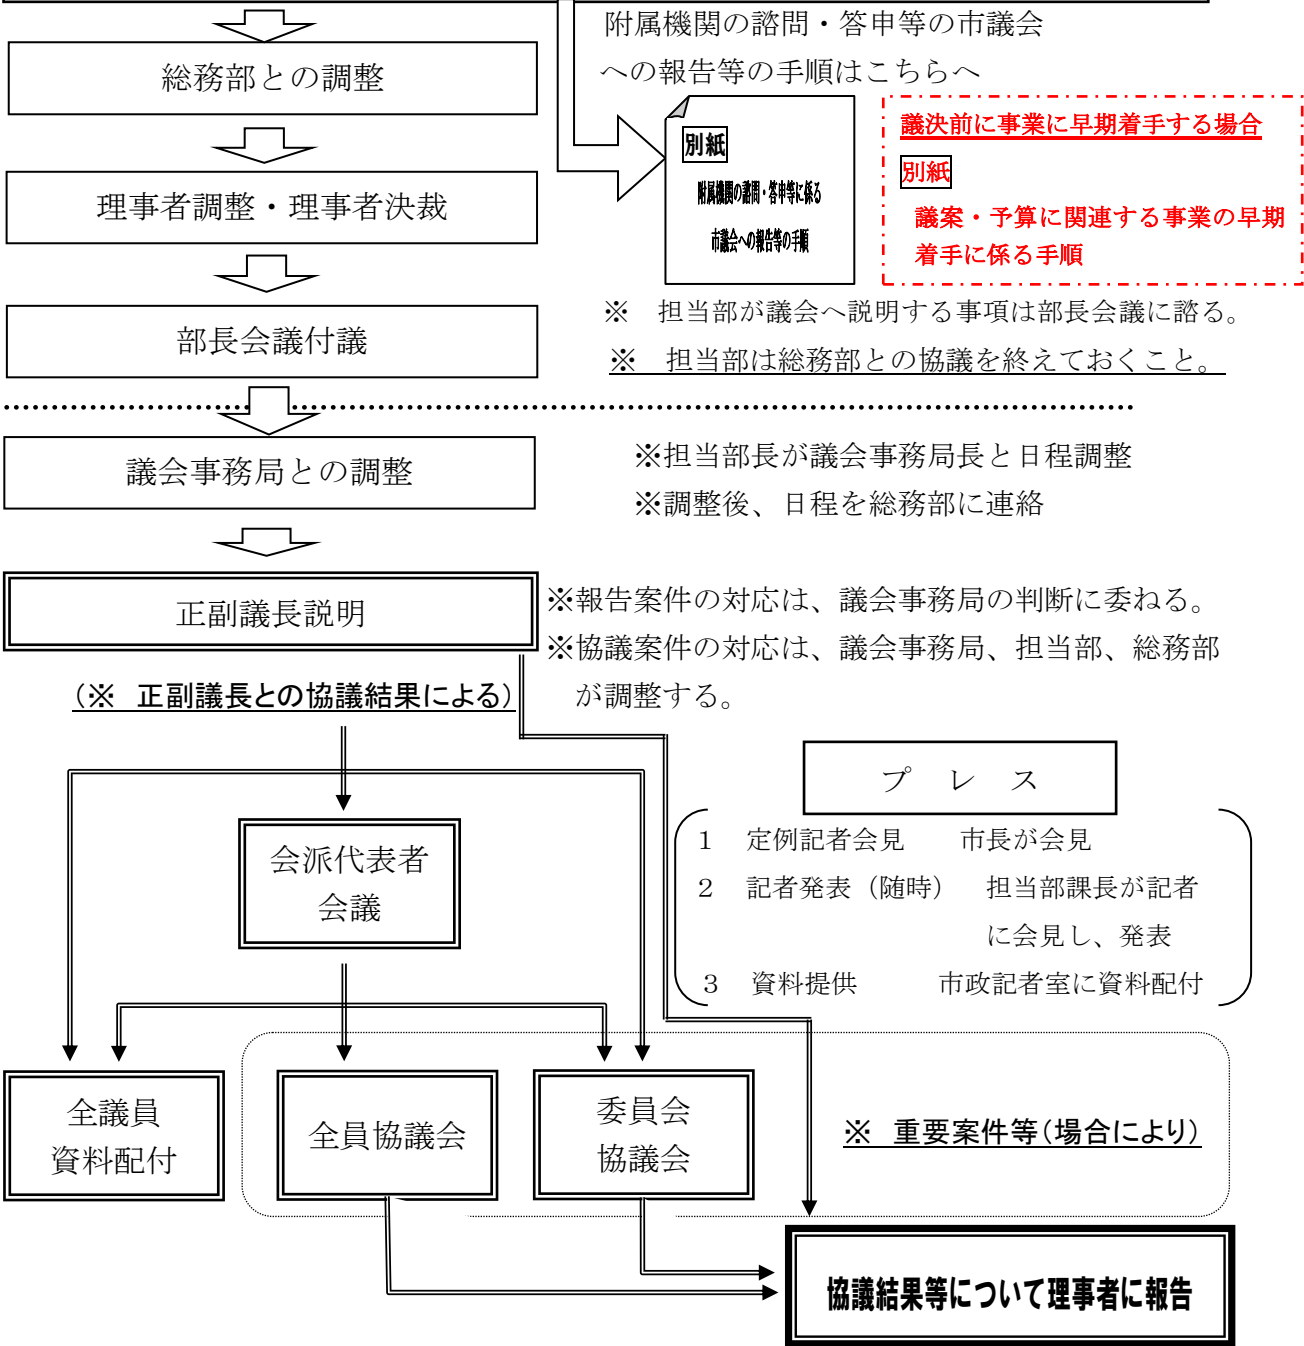 附属機関の諮問・答申等の市議会
への報告等の手順はこちらへ
総務部との調整
別紙
附属機関の諮問・答申等に係る
市議会への報告等の手順
議決前に事業に早期着手する場合
別紙
議案・予算に関連する事業の早期
着手に係る手順
理事者調整・理事者決裁
※　担当部が議会へ説明する事項は部長会議に諮る。
部長会議付議
※　担当部は総務部との協議を終えておくこと。
議会事務局との調整
※担当部長が議会事務局長と日程調整
※調整後、日程を総務部に連絡
正副議長説明
※報告案件の対応は、議会事務局の判断に委ねる。
※協議案件の対応は、議会事務局、担当部、総務部
が調整する。
(※　正副議長との協議結果による)
プ　レ　ス
1　定例記者会見　　市長が会見
2　記者発表（随時）　担当部課長が記者
に会見し、発表
3　資料提供　　　市政記者室に資料配付
会派代表者
会議
全議員
資料配付
全員協議会
委員会
協議会
※　重要案件等(場合により)
協議結果等について理事者に報告